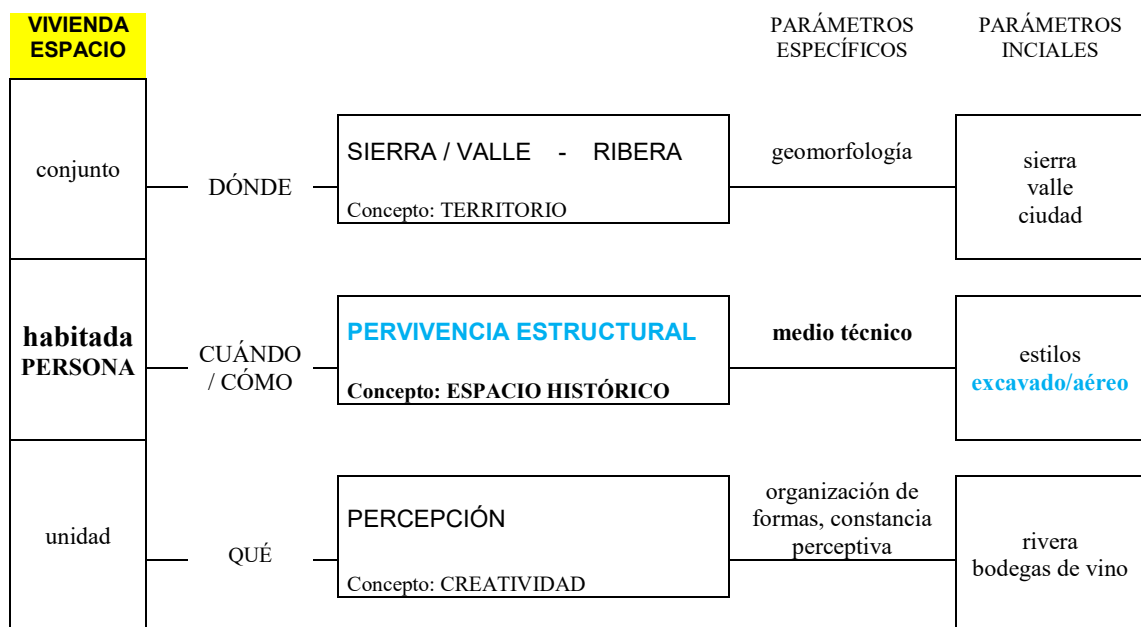 VIVIENDA
ESPACIO
PARÁMETROS
ESPECÍFICOS
PARÁMETROS
INCIALES
conjunto
DÓNDE
SIERRA / VALLE - RIBERA
Concepto: TERRITORIO
geomorfología
sierra
valle
ciudad
habitada
PERSONA
CUÁNDO
/ CÓMO
PERVIVENCIA ESTRUCTURAL
Concepto: ESPACIO HISTÓRICO
medio técnico
estilos
excavado/aéreo
unidad
QUÉ
PERCEPCIÓN
Concepto: CREATIVIDAD
organización de
formas, constancia
perceptiva
rivera
bodegas de vino